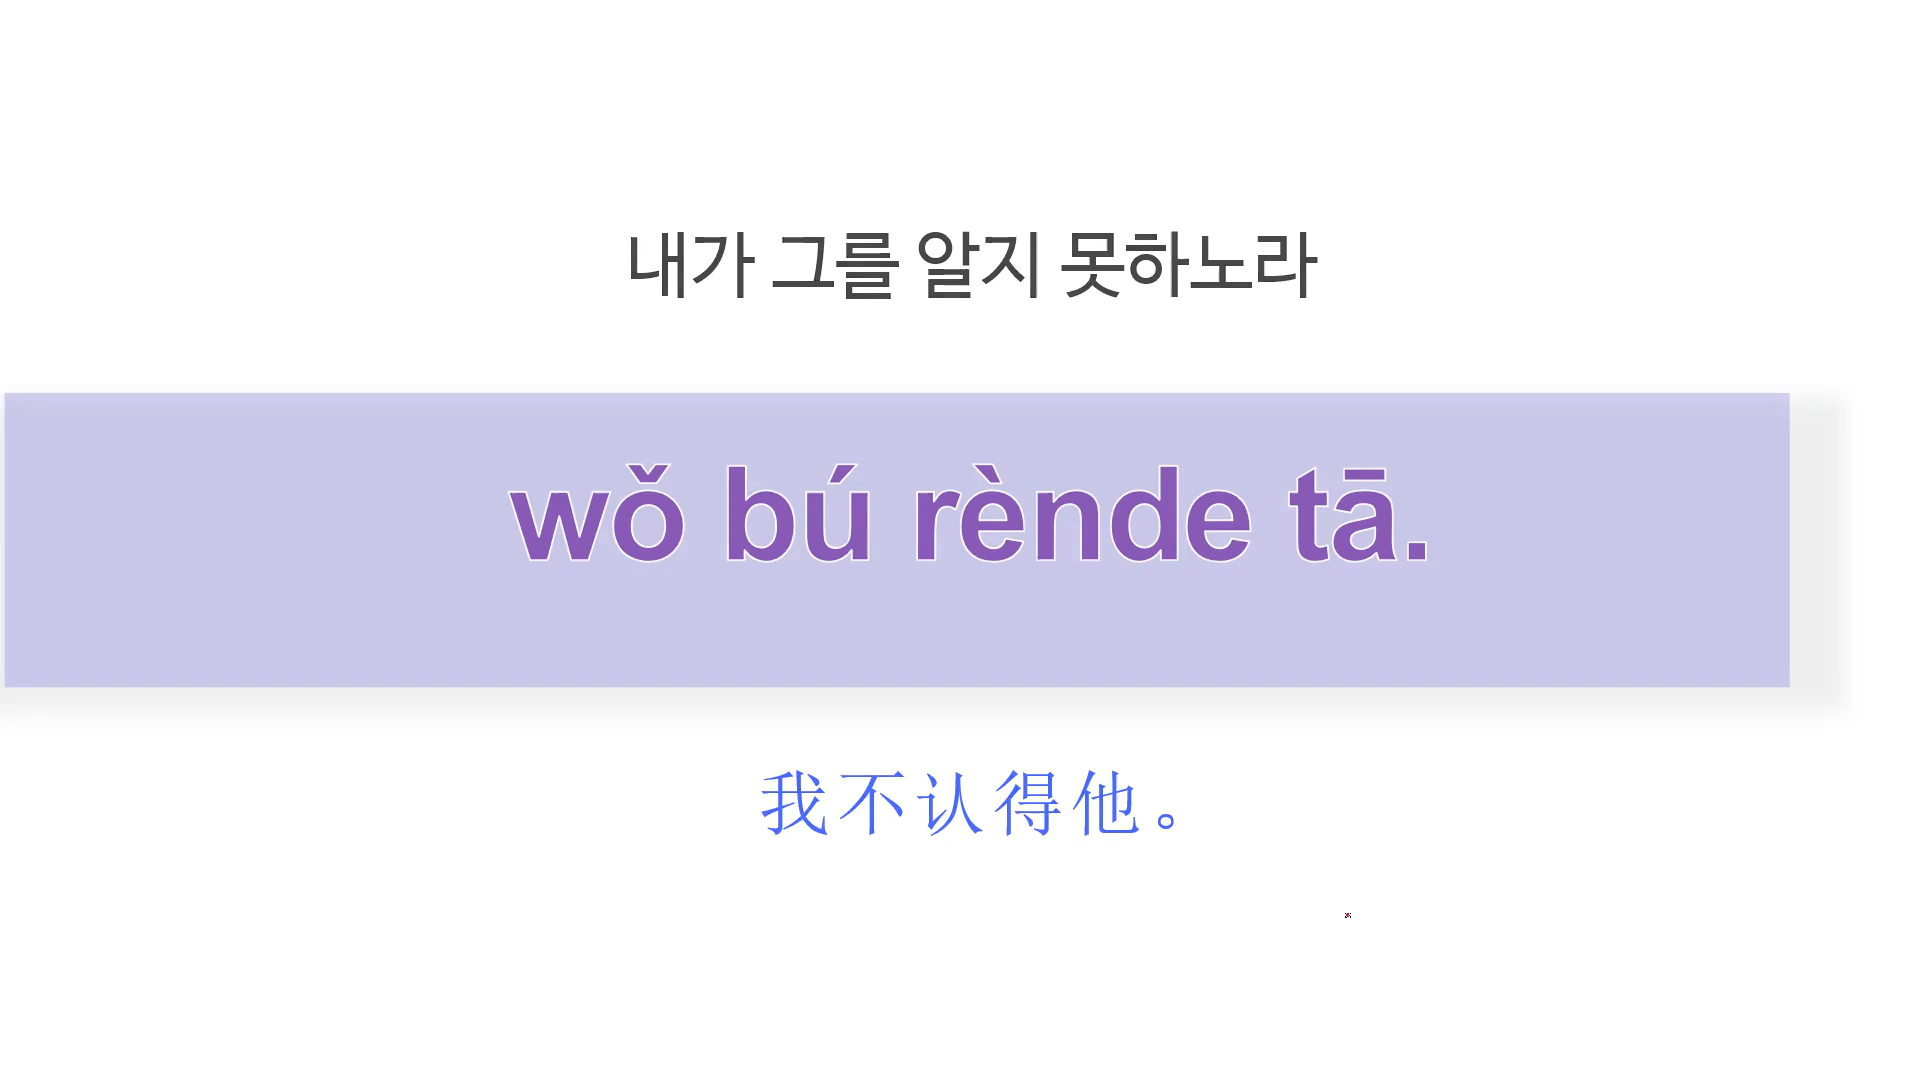 내가 그를 알지 못하노라
wǒ bú rènde tā.
我不认得他。